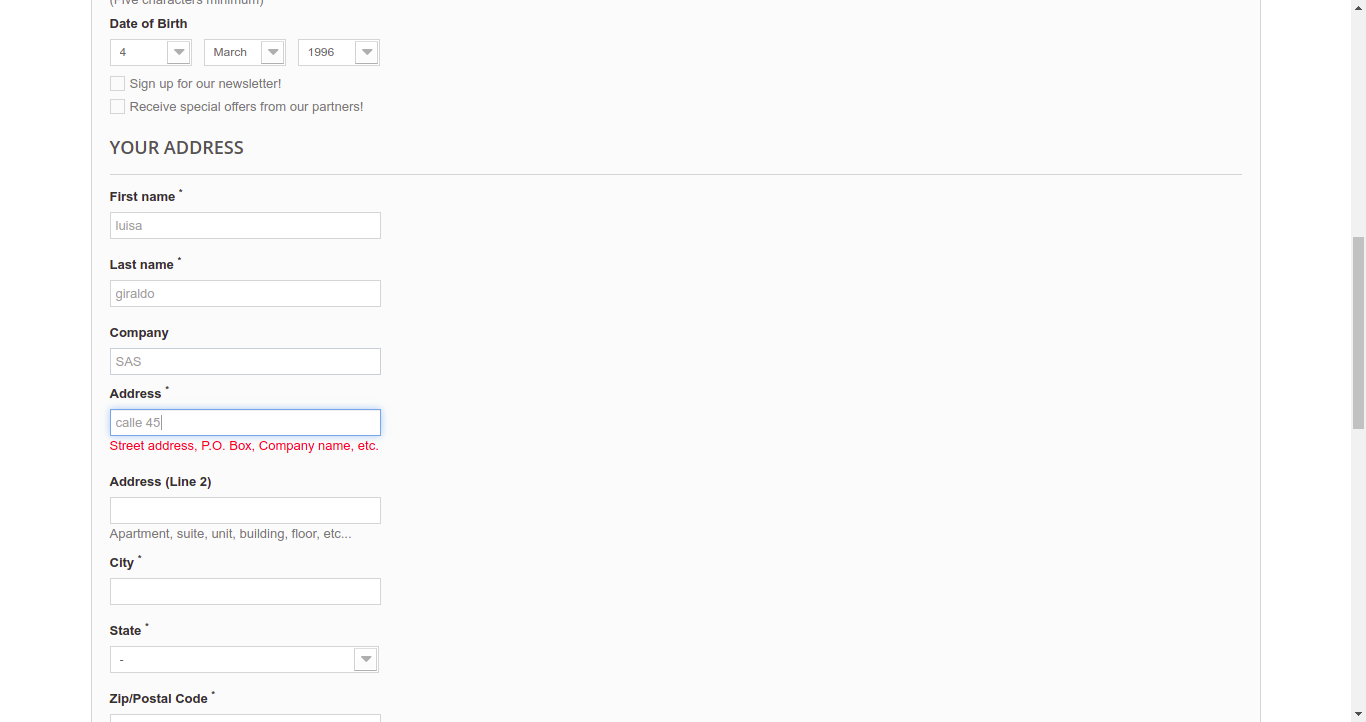 (Five characters minimum)
Date of Birth
4 March 1996
Sign up for our newsletter!
Receive special offers from our partners!
YOUR ADDRESS
First name *
luisa
Last name *
giraldo
Company
SAS
Address *
calle 45
Street address, P.O. Box, Company name, etc.
Address (Line 2)
Apartment, suite, unit, building, floor, etc...
City *
State *
-
Zip/Postal Code *